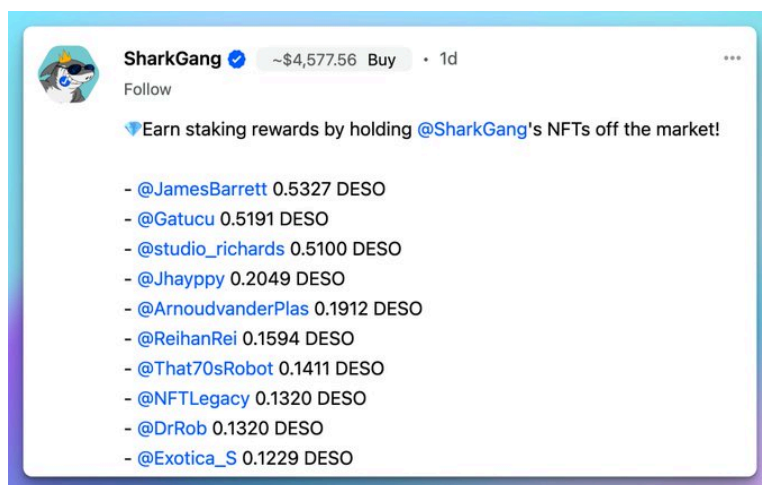 SharkGang ~$4,577.56 Buy • 1d
Follow
💎Earn staking rewards by holding @SharkGang's NFTs off the market!
- @JamesBarrett 0.5327 DESO
- @Gatucu 0.5191 DESO
- @studio_richards 0.5100 DESO
- @Jhayppy 0.2049 DESO
- @ArnoudvanderPlas 0.1912 DESO
- @ReihanRei 0.1594 DESO
- @That70sRobot 0.1411 DESO
- @NFTLegacy 0.1320 DESO
- @DrRob 0.1320 DESO
- @Exotica_S 0.1229 DESO